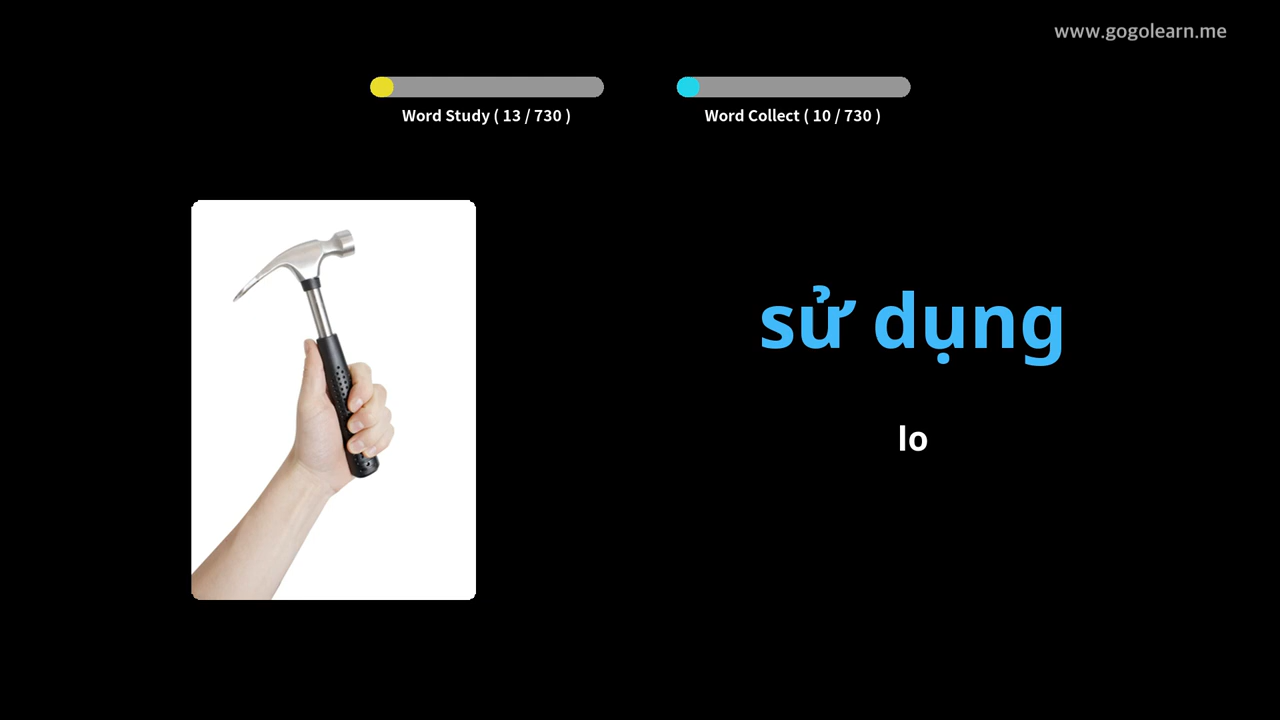 www.gogolearn.me
Word Study ( 13 / 730 )
Word Collect ( 10 / 730 )
sử dụng
lo